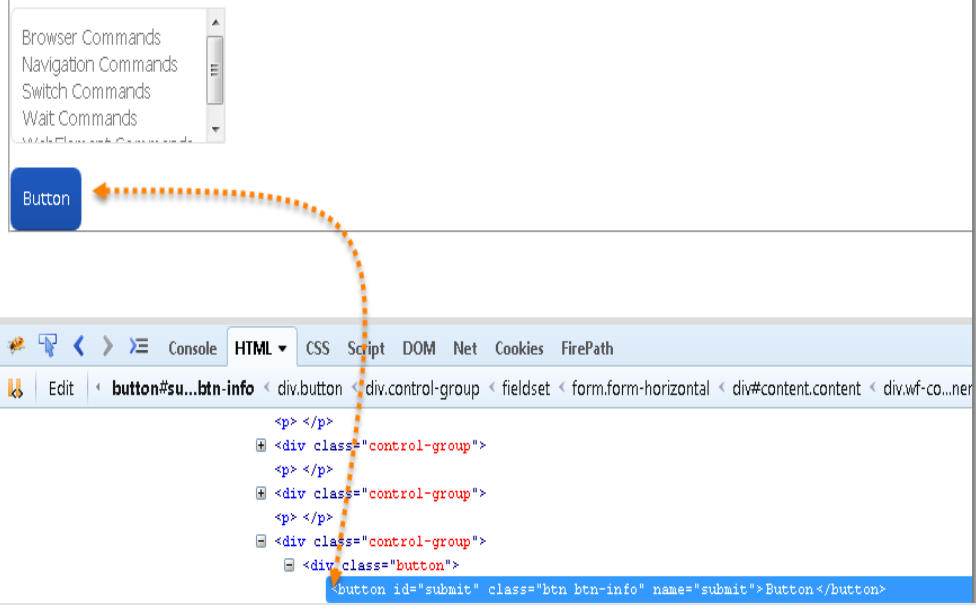 Browser Commands
Navigation Commands
Switch Commands
Wait Commands
WebElement Commands
Button
Console HTML CSS Script DOM Net Cookies FirePath
Edit button#su...btn-info < div.button < div.control-group < fieldset < form.form-horizontal < div#content.content < div.wf-co...ner
<p> </p>
<div class="control-group">
<p> </p>
<div class="control-group">
<p> </p>
<div class="control-group">
<div class="button">
<button id="submit" class="btn btn-info" name="submit">Button</button>